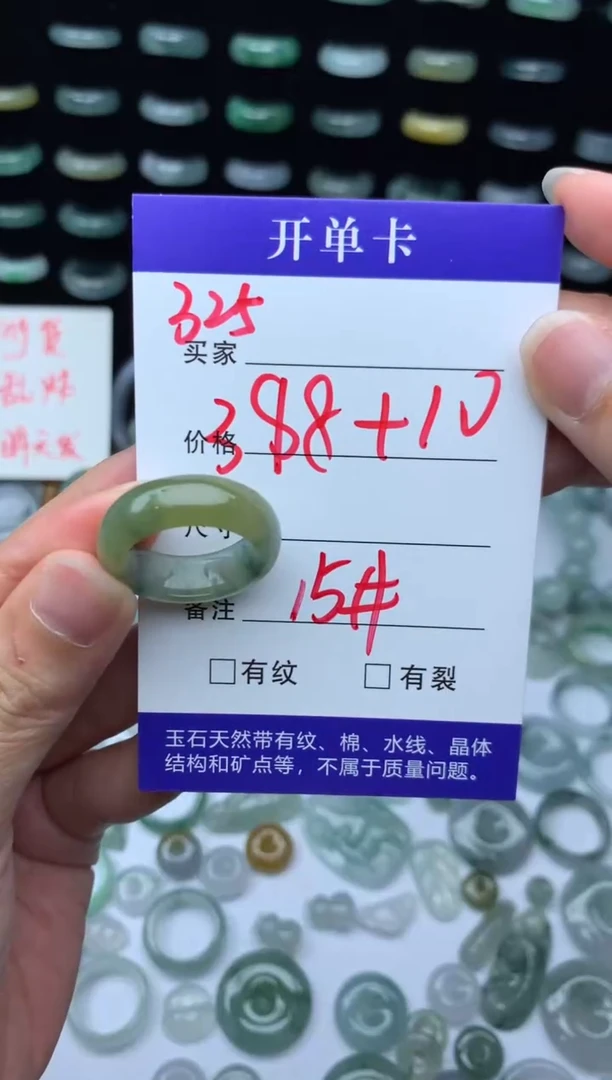 开单卡
325
买家
价格 388+10
尺寸
备注 15#
□有纹 □有裂
玉石天然带有纹、棉、水线、晶体
结构和矿点等，不属于质量问题。